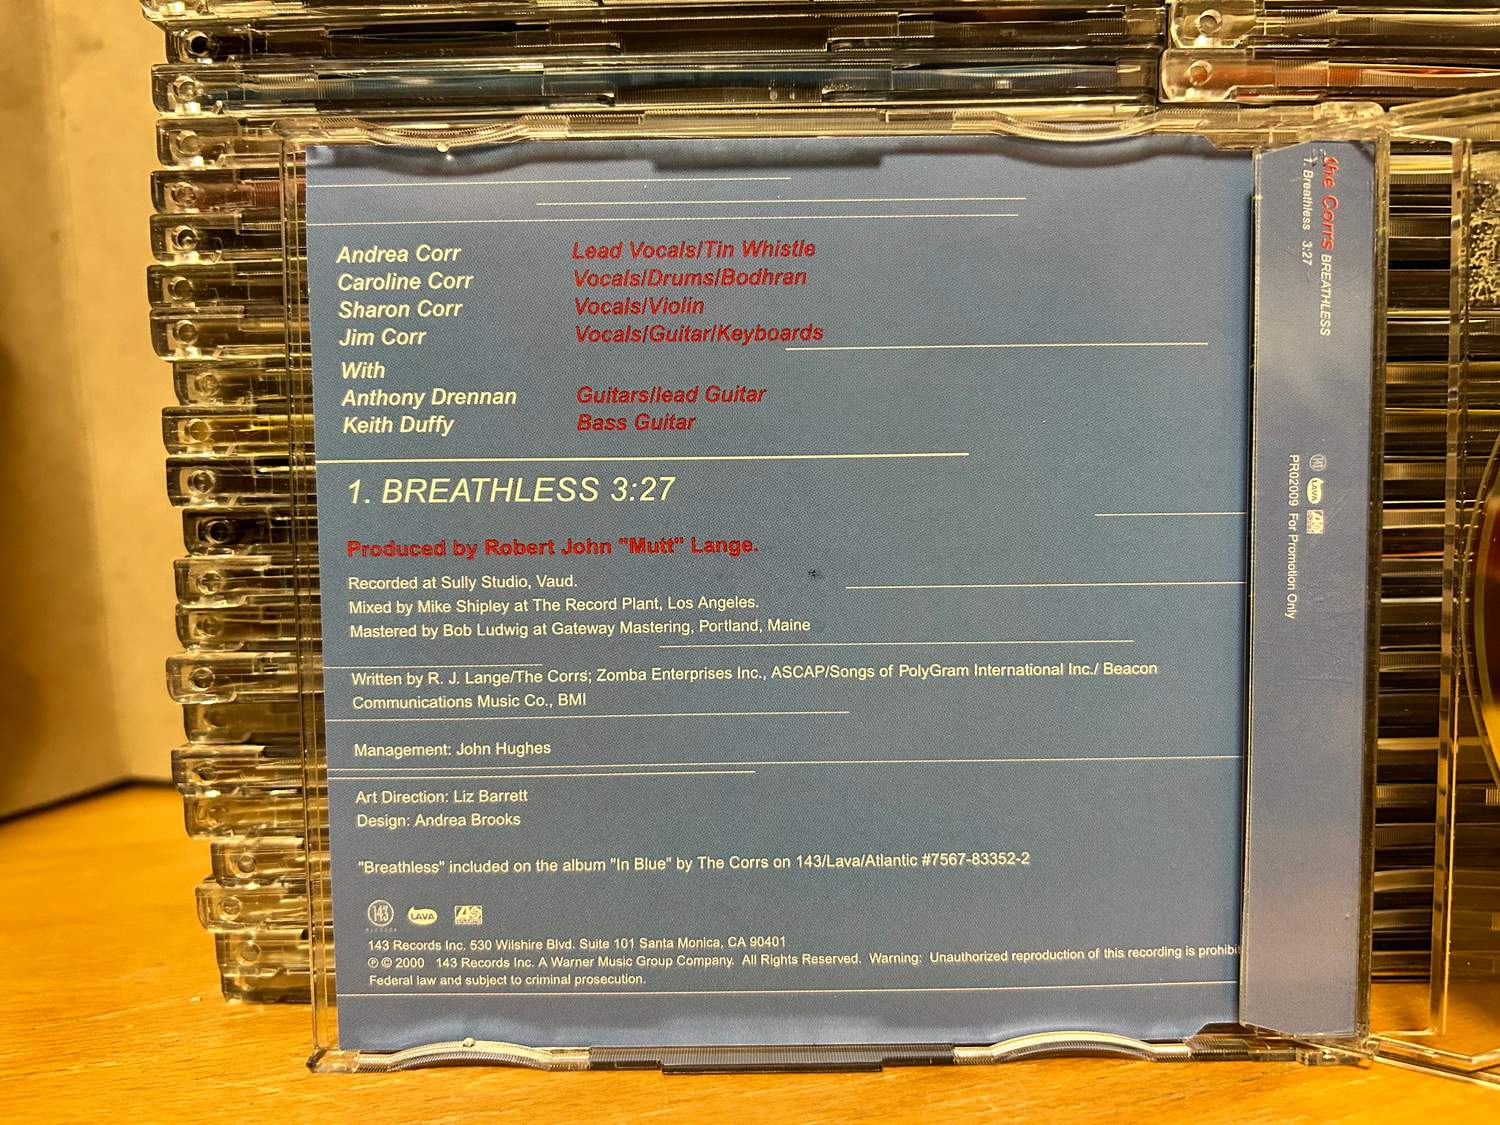 Andrea Corr Lead Vocals/Tin Whistle
Caroline Corr Vocals/Drums/Bodhran
Sharon Corr Vocals/Violin
Jim Corr Vocals/Guitar/Keyboards
With
Anthony Drennan Guitars/lead Guitar
Keith Duffy Bass Guitar
1. BREATHLESS 3:27
Produced by Robert John "Mutt" Lange.
Recorded at Sully Studio, Vaud.
Mixed by Mike Shipley at The Record Plant, Los Angeles.
Mastered by Bob Ludwig at Gateway Mastering, Portland, Maine
Written by R. J. Lange/The Corrs; Zomba Enterprises Inc., ASCAP/Songs of PolyGram International Inc./ Beacon
Communications Music Co., BMI
Management: John Hughes
Art Direction: Liz Barrett
Design: Andrea Brooks
"Breathless" included on the album "In Blue" by The Corrs on 143/Lava/Atlantic #7567-83352-2
143 LAVA
143 Records Inc. 530 Wilshire Blvd. Suite 101 Santa Monica, CA 90401
℗ © 2000 143 Records Inc. A Warner Music Group Company. All Rights Reserved. Warning: Unauthorized reproduction of this recording is prohibit
Federal law and subject to criminal prosecution.
the Corrs BREATHLESS
1. Breathless 3:27
143 LAVA
PR02009 For Promotion Only